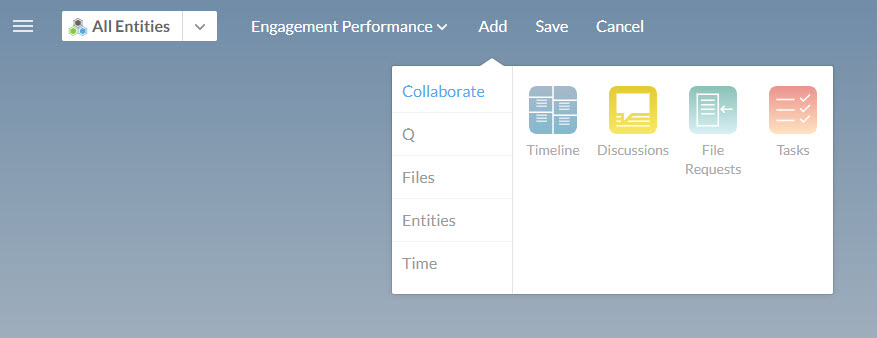 All Entities
Engagement Performance
Add
Save
Cancel
Collaborate
Q
Files
Entities
Time
Timeline
Discussions
File
Requests
Tasks